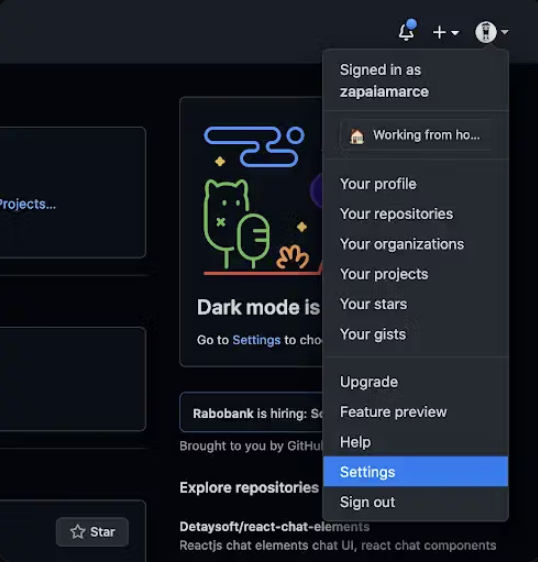 Signed in as
zapaiamarce
Working from ho...
Your profile
Your repositories
Your organizations
Your projects
Your stars
Your gists
Upgrade
Feature preview
Help
Settings
Sign out
Projects...
Dark mode is
Go to Settings to cho
Rabobank is hiring: So
Brought to you by GitHub
Explore repositories
Star
Detaysoft/react-chat-elements
Reactjs chat elements chat UI, react chat components